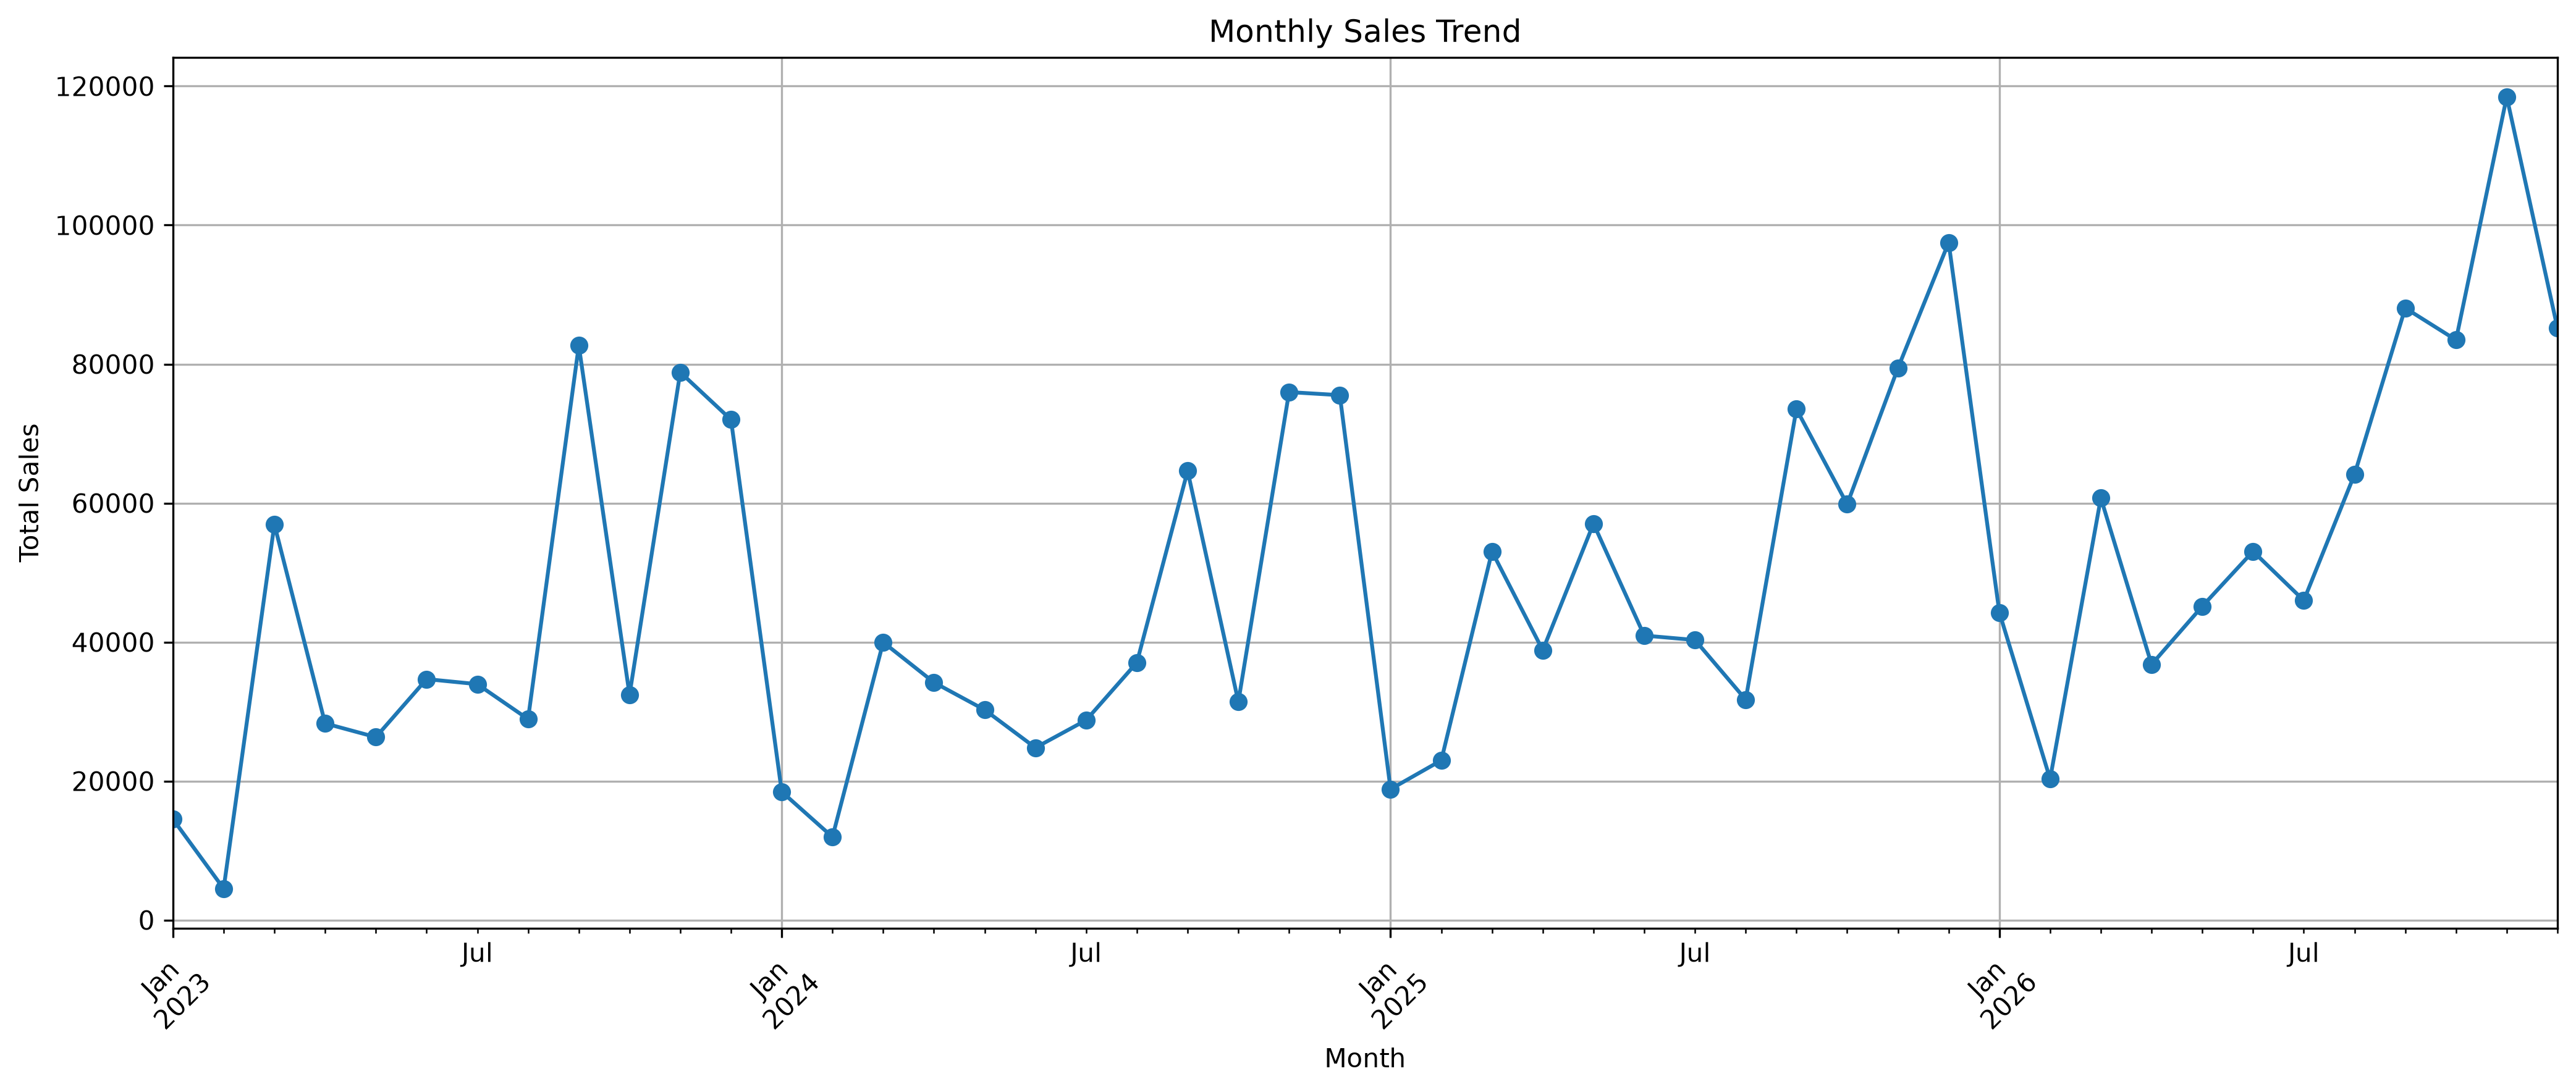 Monthly Sales Trend
120000
100000
80000
60000
40000
20000
0
Total Sales
Jan
2023
Jul
Jan
2024
Jul
Jan
2025
Jul
Jan
2026
Jul
Month